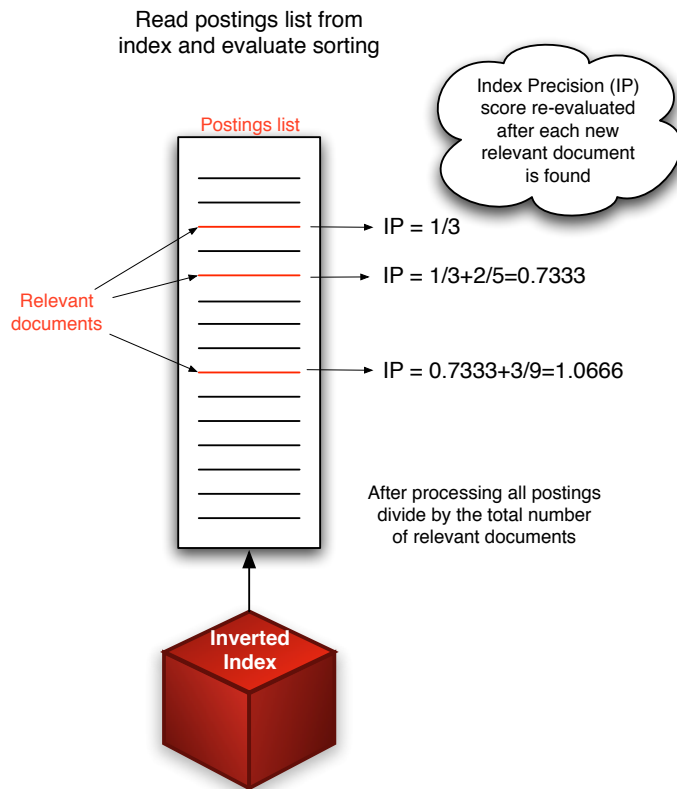 Read postings list from
index and evaluate sorting
Index Precision (IP)
score re-evaluated
after each new
relevant document
is found
Postings list
IP = 1/3
IP = 1/3+2/5=0.7333
Relevant
documents
IP = 0.7333+3/9=1.0666
After processing all postings
divide by the total number
of relevant documents
Inverted
Index